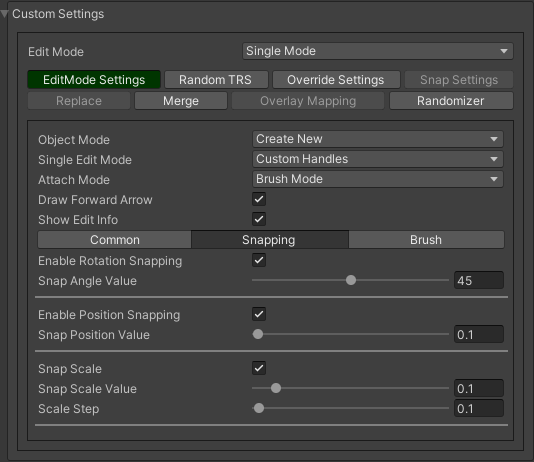 Custom Settings
Edit Mode Single Mode
EditMode Settings Random TRS Override Settings Snap Settings
Replace Merge Overlay Mapping Randomizer
Object Mode Create New
Single Edit Mode Custom Handles
Attach Mode Brush Mode
Draw Forward Arrow
Show Edit Info
Common Snapping Brush
Enable Rotation Snapping
Snap Angle Value 45
Enable Position Snapping
Snap Position Value 0.1
Snap Scale
Snap Scale Value 0.1
Scale Step 0.1